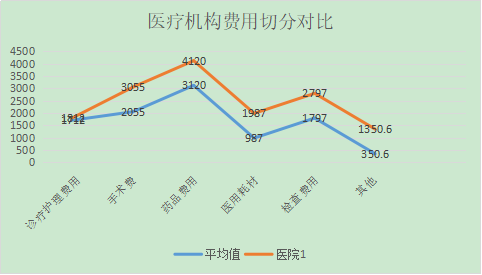 医疗机构费用切分对比
4500
4000
3500
3000
2500
2000
1500
1000
500
0
1812
1712
3055
2055
4120
3120
1987
987
2797
1797
1350.6
350.6
诊疗护理费用
手术费
药品费用
医用耗材
检查费用
其他
平均值
医院1